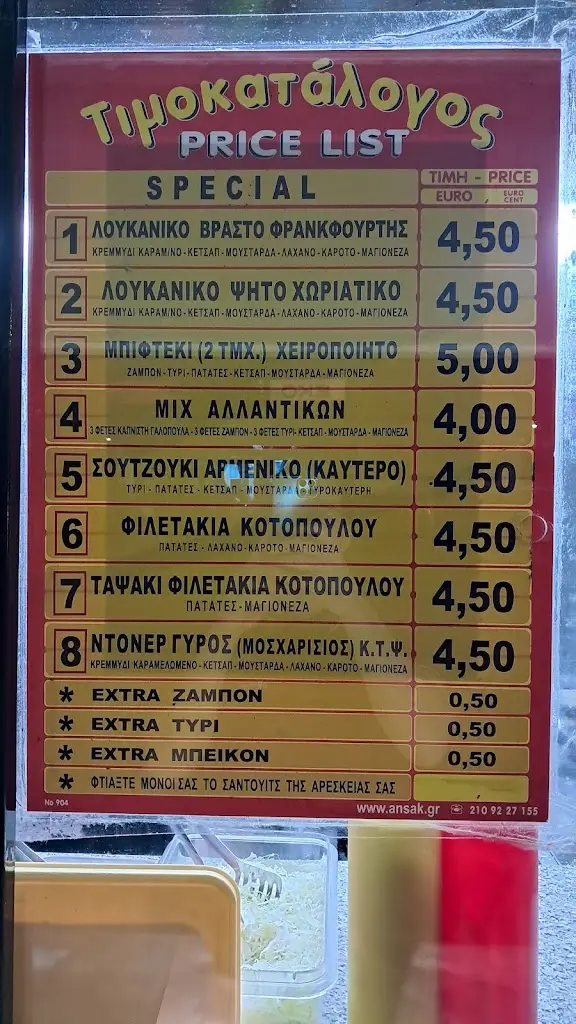 Τιμοκατάλογος
PRICE LIST
SPECIAL
ΤΙΜΗ - PRICE
EURO EURO CENT
1 ΛΟΥΚΑΝΙΚΟ ΒΡΑΣΤΟ ΦΡΑΝΚΦΟΥΡΤΗΣ 4,50
ΚΡΕΜΜΥΔΙ ΚΑΡΑΜ/ΝΟ - ΚΕΤΣΑΠ - ΜΟΥΣΤΑΡΔΑ - ΛΑΧΑΝΟ - ΚΑΡΟΤΟ - ΜΑΓΙΟΝΕΖΑ
2 ΛΟΥΚΑΝΙΚΟ ΨΗΤΟ ΧΩΡΙΑΤΙΚΟ 4,50
ΚΡΕΜΜΥΔΙ ΚΑΡΑΜ/ΝΟ - ΚΕΤΣΑΠ - ΜΟΥΣΤΑΡΔΑ - ΛΑΧΑΝΟ - ΚΑΡΟΤΟ - ΜΑΓΙΟΝΕΖΑ
3 ΜΠΙΦΤΕΚΙ (2 ΤΜΧ.) ΧΕΙΡΟΠΟΙΗΤΟ 5,00
ΖΑΜΠΟΝ - ΤΥΡΙ - ΠΑΤΑΤΕΣ - ΚΕΤΣΑΠ - ΜΟΥΣΤΑΡΔΑ - ΜΑΓΙΟΝΕΖΑ
4 ΜΙΧ ΑΛΛΑΝΤΙΚΩΝ 4,00
3 ΦΕΤΕΣ ΚΑΠΝΙΣΤΗ ΓΑΛΟΠΟΥΛΑ - 3 ΦΕΤΕΣ ΖΑΜΠΟΝ - 3 ΦΕΤΕΣ ΤΥΡΙ - ΚΕΤΣΑΠ - ΜΟΥΣΤΑΡΔΑ - ΜΑΓΙΟΝΕΖΑ
5 ΣΟΥΤΖΟΥΚΙ ΑΡΜΕΝΙΚΟ (ΚΑΥΤΕΡΟ) 4,50
ΤΥΡΙ - ΠΑΤΑΤΕΣ - ΚΕΤΣΑΠ - ΜΟΥΣΤΑΡΔΑ - ΤΥΡΟΚΑΥΤΕΡΗ
6 ΦΙΛΕΤΑΚΙΑ ΚΟΤΟΠΟΥΛΟΥ 4,50
ΠΑΤΑΤΕΣ - ΛΑΧΑΝΟ - ΚΑΡΟΤΟ - ΜΑΓΙΟΝΕΖΑ
7 ΤΑΨΑΚΙ ΦΙΛΕΤΑΚΙΑ ΚΟΤΟΠΟΥΛΟΥ 4,50
ΠΑΤΑΤΕΣ - ΜΑΓΙΟΝΕΖΑ
8 ΝΤΟΝΕΡ ΓΥΡΟΣ (ΜΟΣΧΑΡΙΣΙΟΣ) Κ.Τ.Ψ. 4,50
ΚΡΕΜΜΥΔΙ ΚΑΡΑΜΕΛΩΜΕΝΟ - ΚΕΤΣΑΠ - ΜΟΥΣΤΑΡΔΑ - ΛΑΧΑΝΟ - ΚΑΡΟΤΟ - ΜΑΓΙΟΝΕΖΑ
* EXTRA ΖΑΜΠΟΝ 0,50
* EXTRA ΤΥΡΙ 0,50
* EXTRA ΜΠΕΙΚΟΝ 0,50
* ΦΤΙΑΞΤΕ ΜΟΝΟΙ ΣΑΣ ΤΟ ΣΑΝΤΟΥΙΤΣ ΤΗΣ ΑΡΕΣΚΕΙΑΣ ΣΑΣ
No 904 www.ansak.gr 210 92 27 155